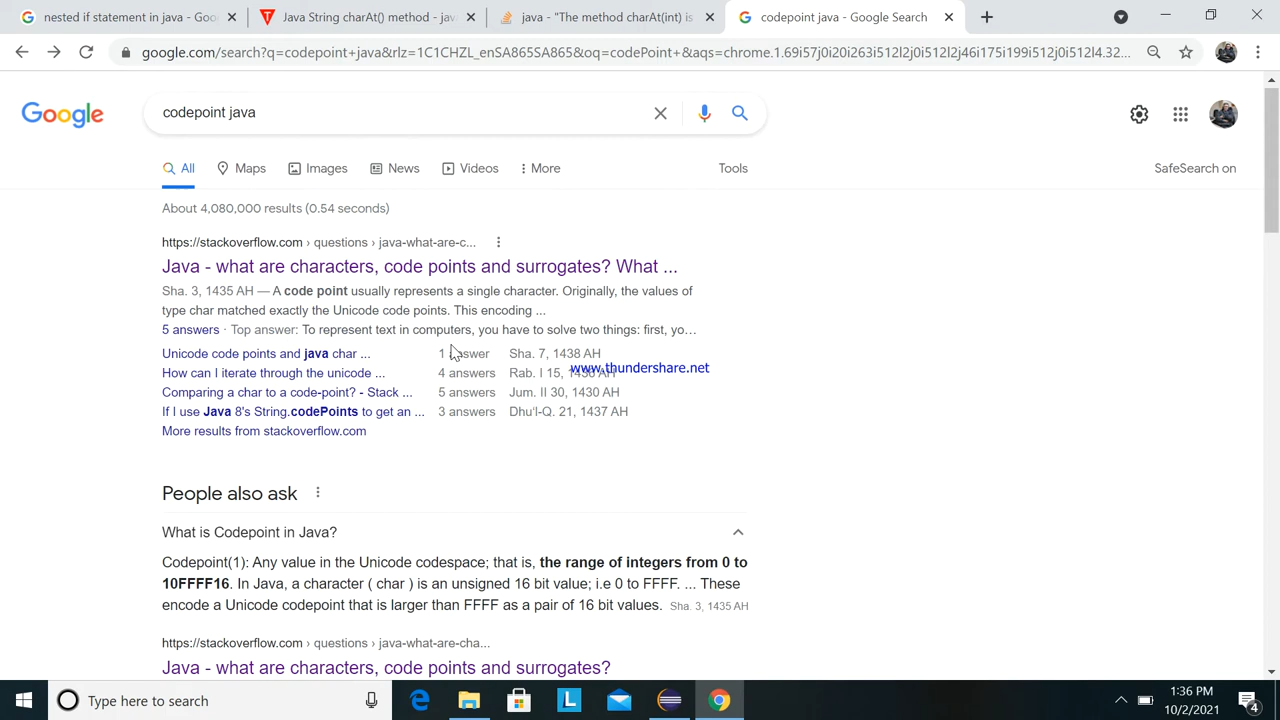 nested if statement in java - Goo
Java String charAt() method - jav
java - "The method charAt(int) is
codepoint java - Google Search
google.com/search?q=codepoint+java&rlz=1C1CHZL_enSA865SA865&oq=codePoint+&aqs=chrome.1.69i57j0i20i263i512l2j0i512l2j46i175i199i512j0i512l4.32...
Google
codepoint java
All
Maps
Images
News
Videos
More
Tools
SafeSearch on
About 4,080,000 results (0.54 seconds)
https://stackoverflow.com › questions › java-what-are-c...
Java - what are characters, code points and surrogates? What ...
Sha. 3, 1435 AH — A code point usually represents a single character. Originally, the values of
type char matched exactly the Unicode code points. This encoding ...
5 answers · Top answer: To represent text in computers, you have to solve two things: first, yo...
Unicode code points and java char ... 1 answer Sha. 7, 1438 AH
How can I iterate through the unicode ... 4 answers Rab. I 15, 1438 AH
www.thundershare.net
Comparing a char to a code-point? - Stack ... 5 answers Jum. II 30, 1430 AH
If I use Java 8's String.codePoints to get an ... 3 answers Dhuʻl-Q. 21, 1437 AH
More results from stackoverflow.com
People also ask
What is Codepoint in Java?
Codepoint(1): Any value in the Unicode codespace; that is, the range of integers from 0 to
10FFFF16. In Java, a character ( char ) is an unsigned 16 bit value; i.e 0 to FFFF. ... These
encode a Unicode codepoint that is larger than FFFF as a pair of 16 bit values. Sha. 3, 1435 AH
https://stackoverflow.com › questions › java-what-are-cha...
Java - what are characters, code points and surrogates?
Type here to search
L
1:36 PM
10/2/2021
4